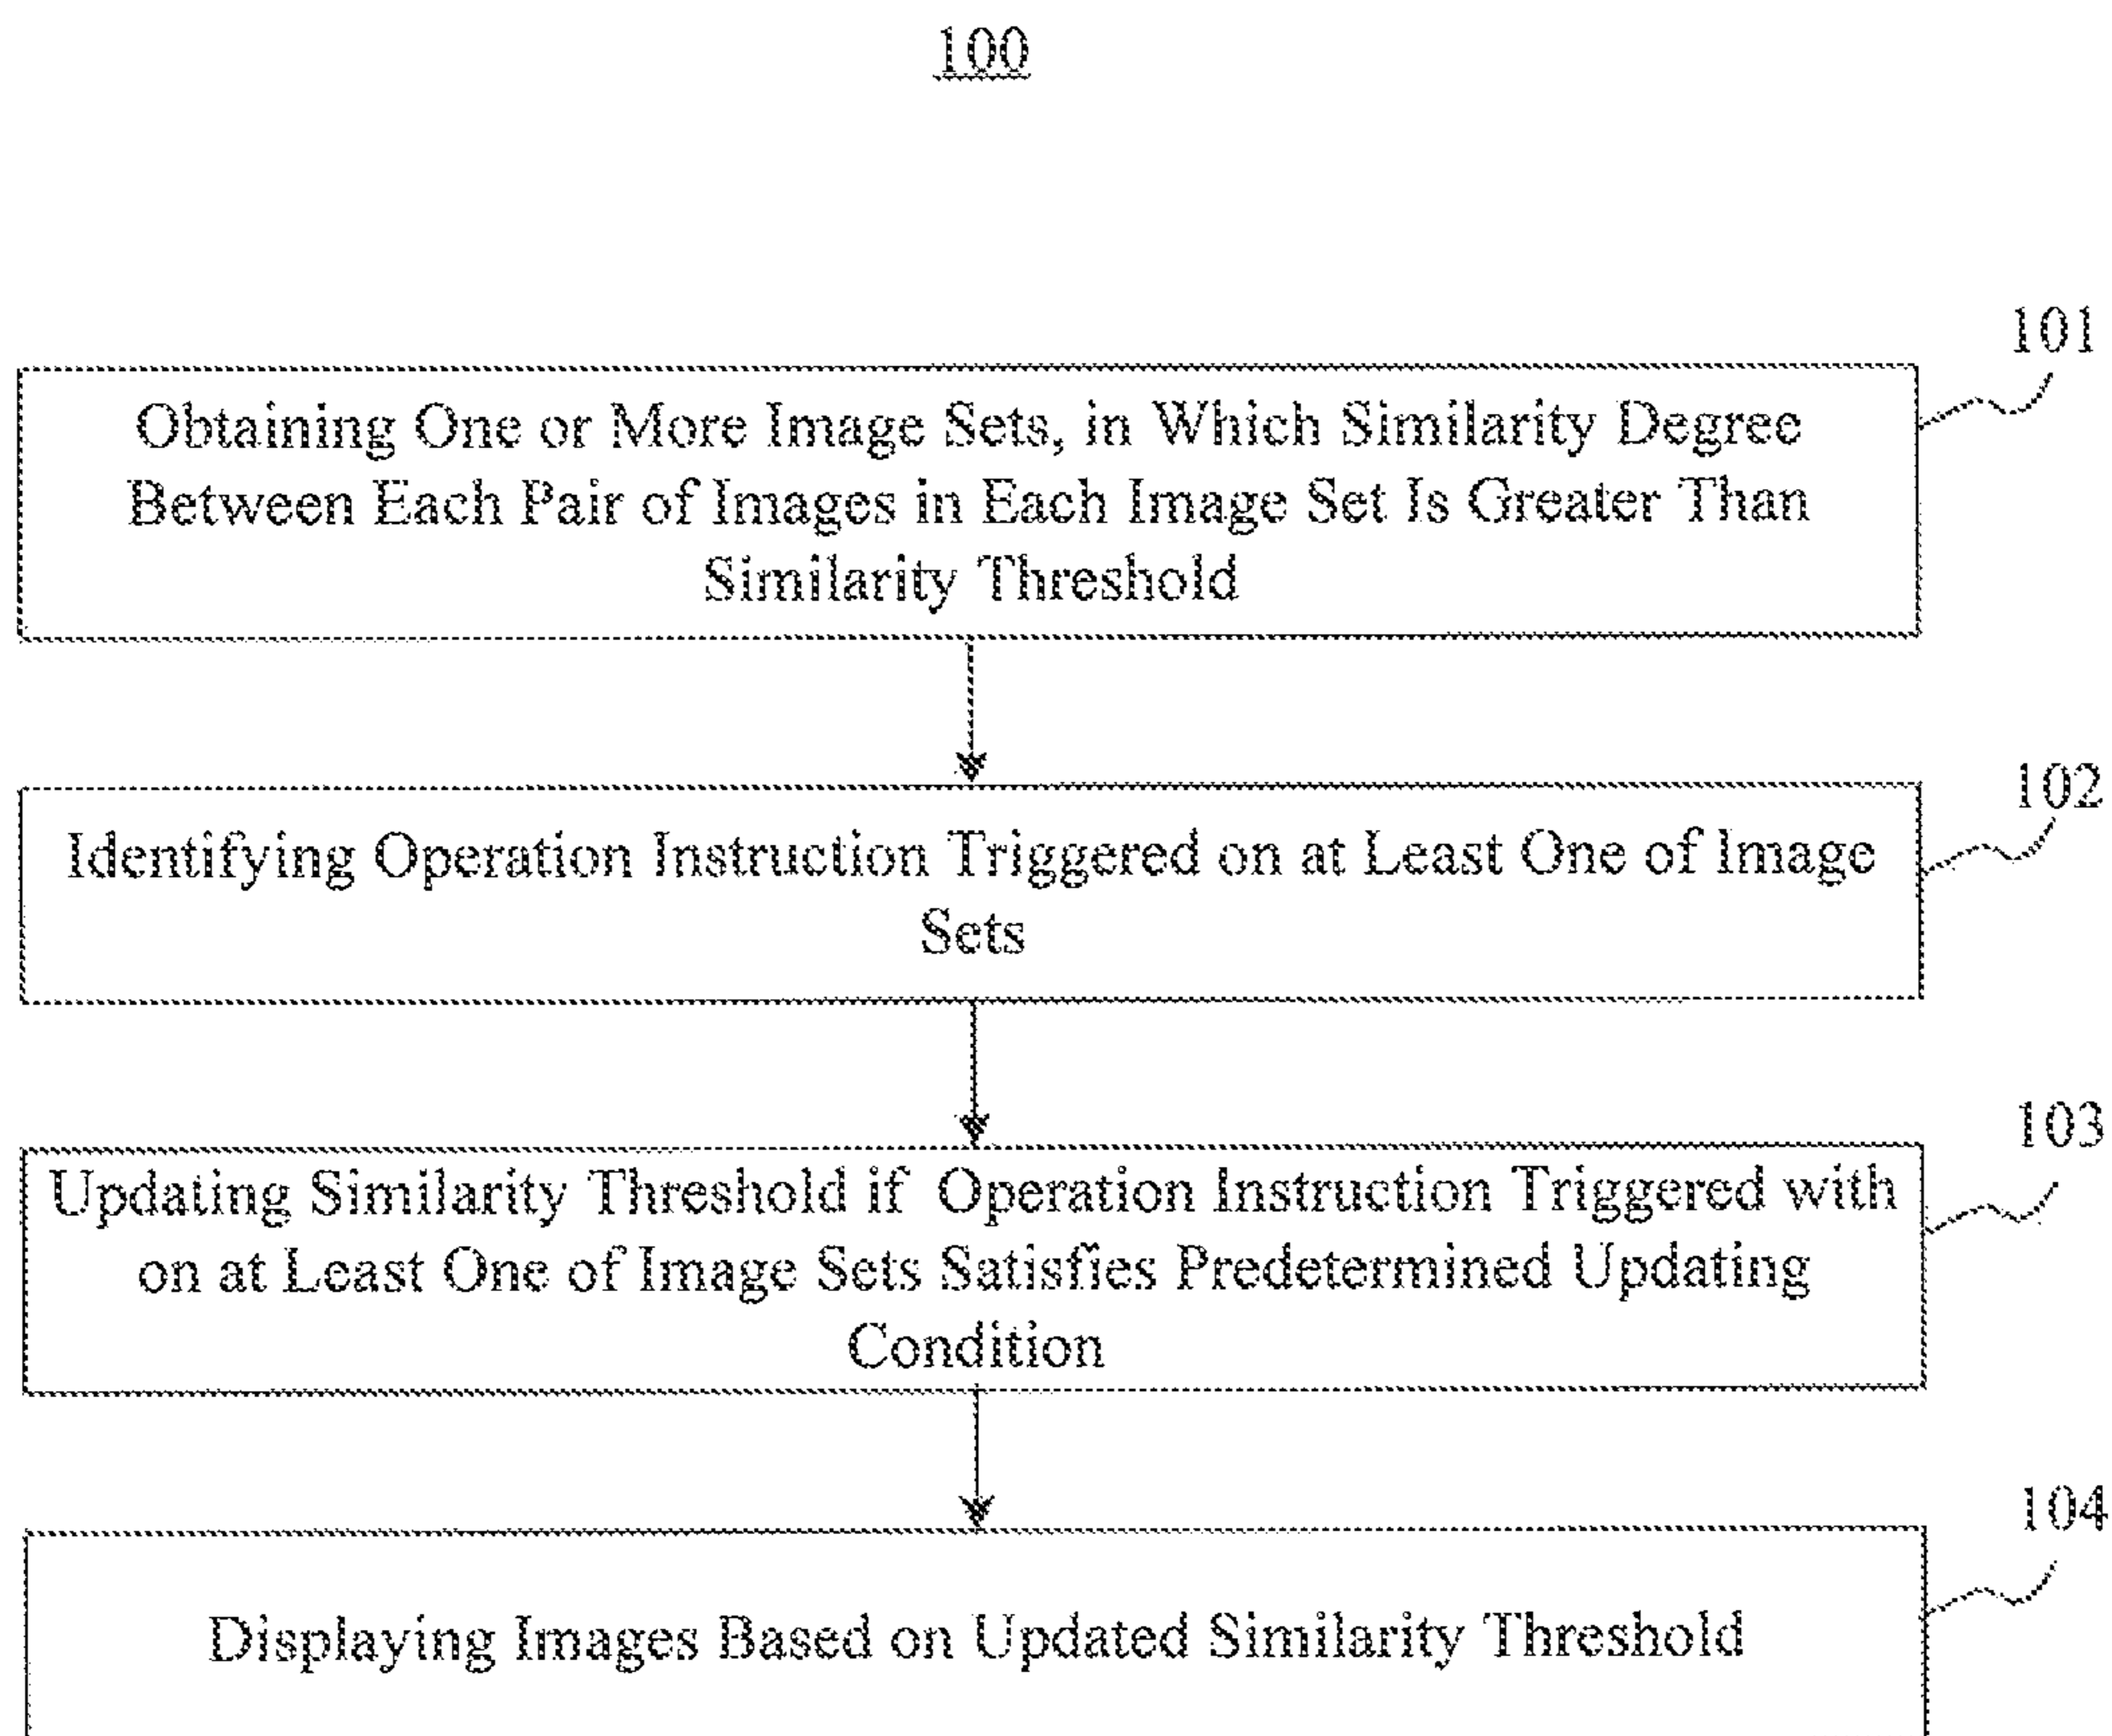 100
101
Obtaining One or More Image Sets, in Which Similarity Degree
Between Each Pair of Images in Each Image Set Is Greater Than
Similarity Threshold
102
Identifying Operation Instruction Triggered on at Least One of Image
Sets
103
Updating Similarity Threshold if Operation Instruction Triggered with
on at Least One of Image Sets Satisfies Predetermined Updating
Condition
104
Displaying Images Based on Updated Similarity Threshold